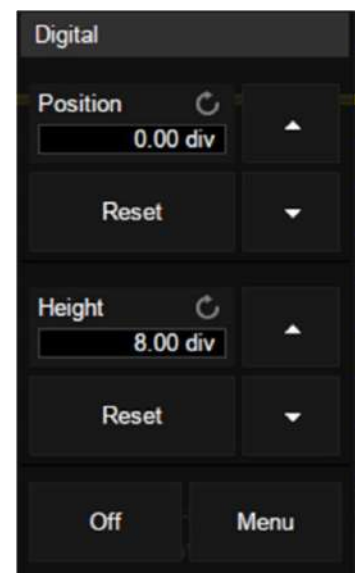 Digital
Position
0.00 div
Reset
Height
8.00 div
Reset
Off Menu